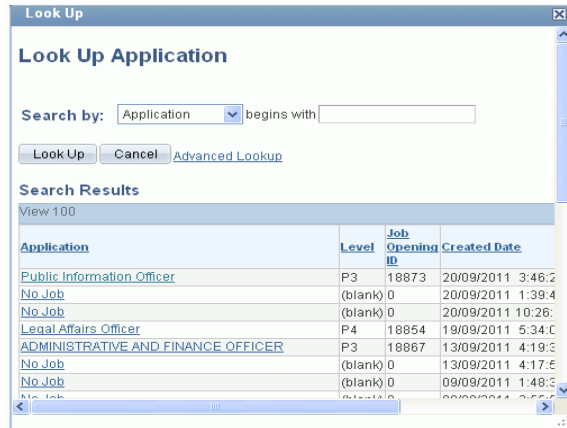 Look Up
Look Up Application
Search by: Application begins with
Look Up Cancel Advanced Lookup
Search Results
View 100
Application Level Job Opening ID Created Date
Public Information Officer P3 18873 20/09/2011 3:46:2
No Job (blank) 0 20/09/2011 1:39:4
No Job (blank) 0 20/09/2011 10:26:
Legal Affairs Officer P4 18854 19/09/2011 5:34:0
ADMINISTRATIVE AND FINANCE OFFICER P3 18867 13/09/2011 4:19:3
No Job (blank) 0 13/09/2011 4:17:5
No Job (blank) 0 09/09/2011 1:48:3
No Job (blank) 0